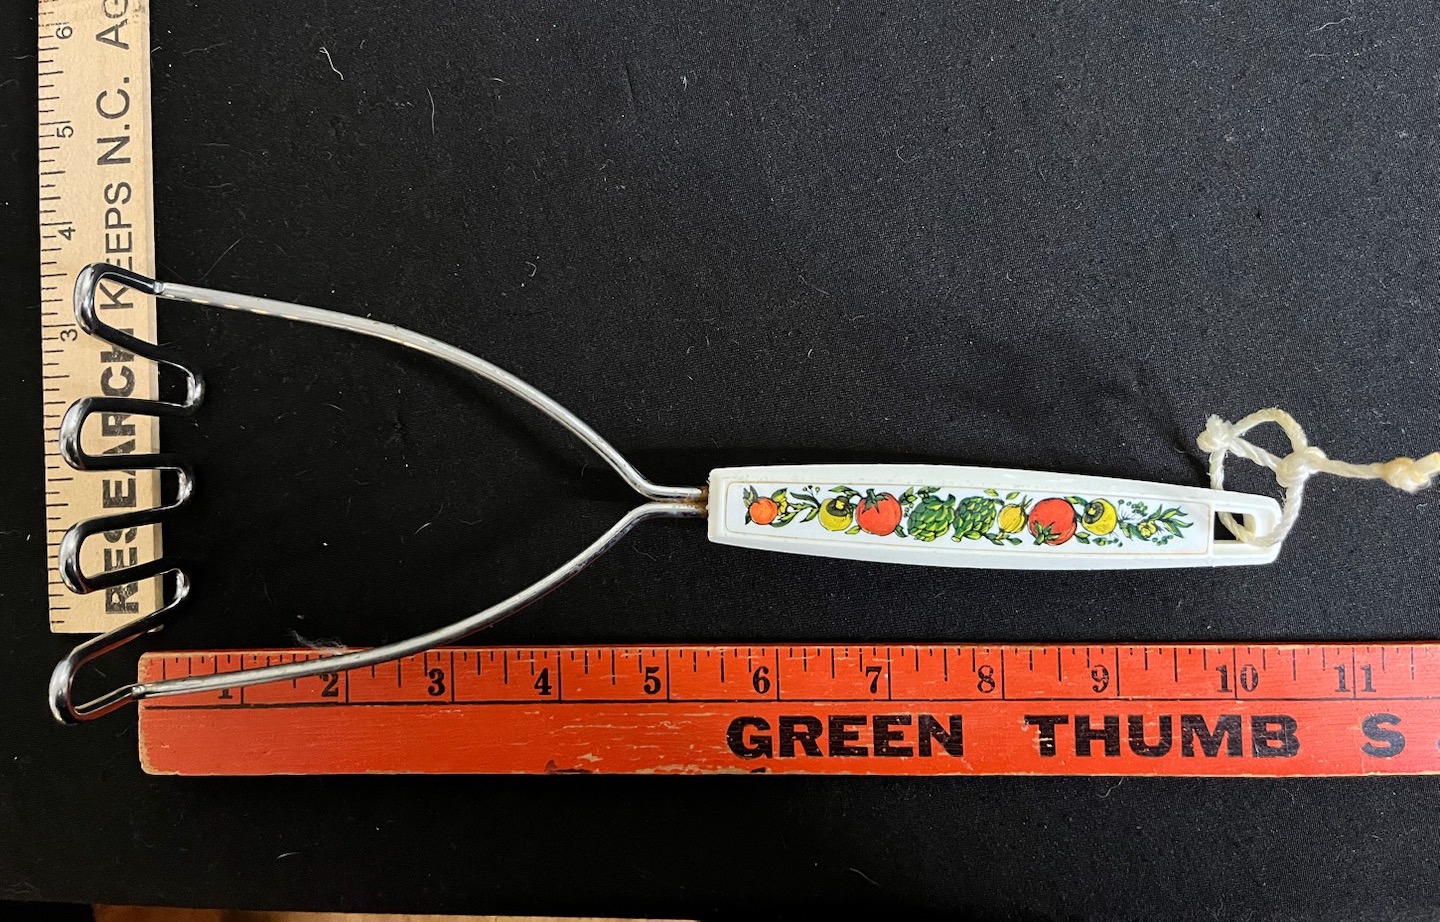 RESEARCH KEEPS N.C. AG
3 4 5 6
1 2 3 4 5 6 7 8 9 10 11
GREEN THUMB S